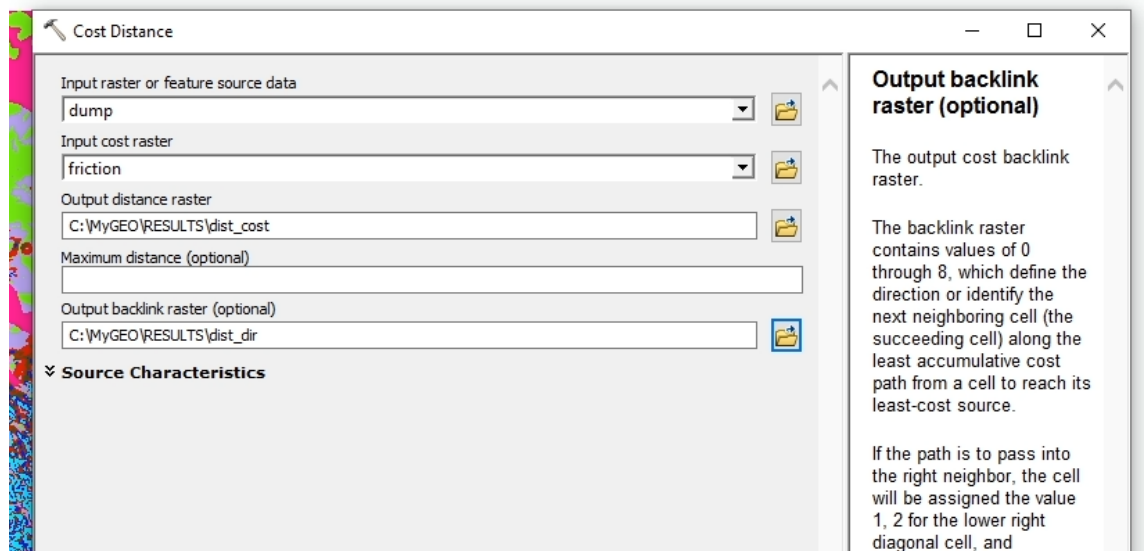 Cost Distance
Input raster or feature source data
dump
Input cost raster
friction
Output distance raster
C:\MyGEO\RESULTS\dist_cost
Maximum distance (optional)
Output backlink raster (optional)
C:\MyGEO\RESULTS\dist_dir
Source Characteristics
Output backlink
raster (optional)
The output cost backlink
raster.
The backlink raster
contains values of 0
through 8, which define the
direction or identify the
next neighboring cell (the
succeeding cell) along the
least accumulative cost
path from a cell to reach its
least-cost source.
If the path is to pass into
the right neighbor, the cell
will be assigned the value
1, 2 for the lower right
diagonal cell, and